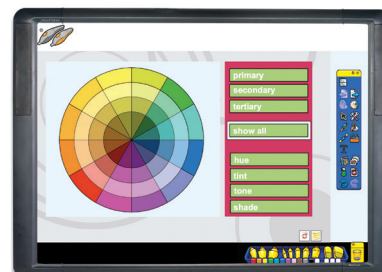 primary
secondary
tertiary
show all
hue
tint
tone
shade